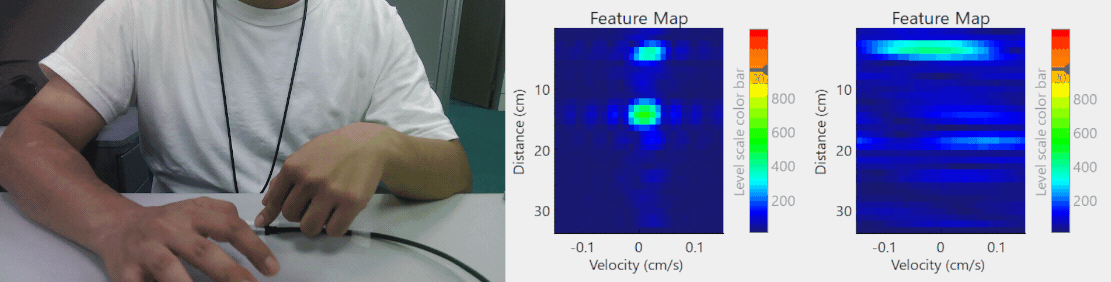 Feature Map
10
20
30
Distance (cm)
-0.1
0
0.1
Velocity (cm/s)
Level scale color bar
20
800
600
400
200
Feature Map
10
20
30
Distance (cm)
-0.1
0
0.1
Velocity (cm/s)
Level scale color bar
20
800
600
400
200